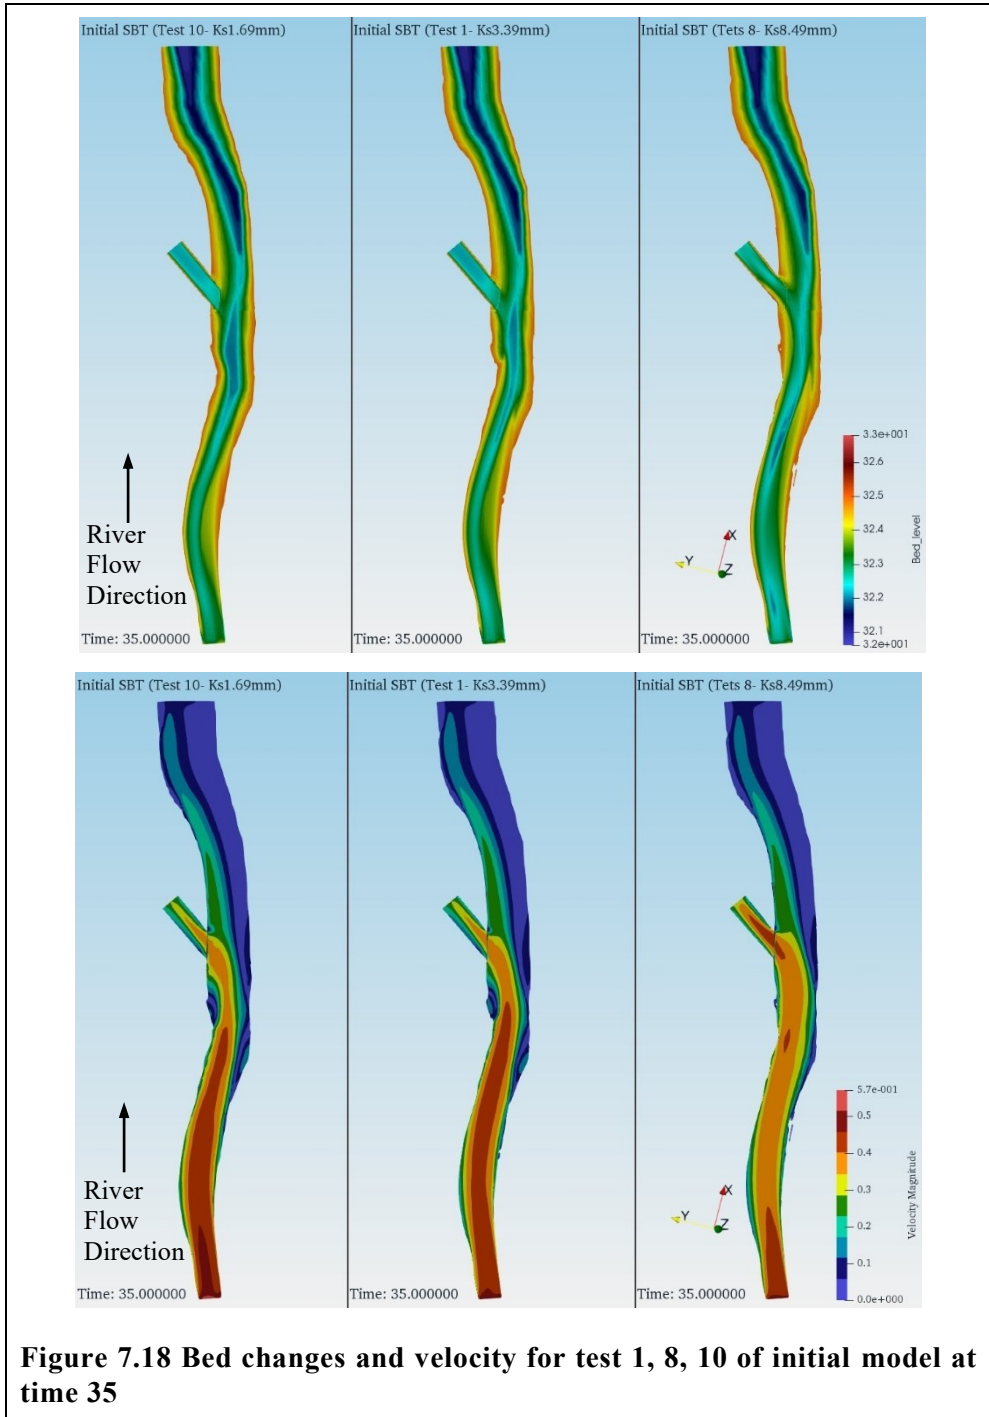 Initial SBT (Test 10- Ks1.69mm)
Initial SBT (Test 1- Ks3.39mm)
Initial SBT (Tets 8- Ks8.49mm)
River
Flow
Direction
Time: 35.000000
Time: 35.000000
Time: 35.000000
X
Y
Z
3.3e+001
32.6
32.5
32.4
32.3
32.2
32.1
3.2e+001
Bed_level
Initial SBT (Test 10- Ks1.69mm)
Initial SBT (Test 1- Ks3.39mm)
Initial SBT (Tets 8- Ks8.49mm)
River
Flow
Direction
Time: 35.000000
Time: 35.000000
Time: 35.000000
X
Y
Z
5.7e-001
0.5
0.4
0.3
0.2
0.1
0.0e+000
Velocity Magnitude
Figure 7.18 Bed changes and velocity for test 1, 8, 10 of initial model at
time 35